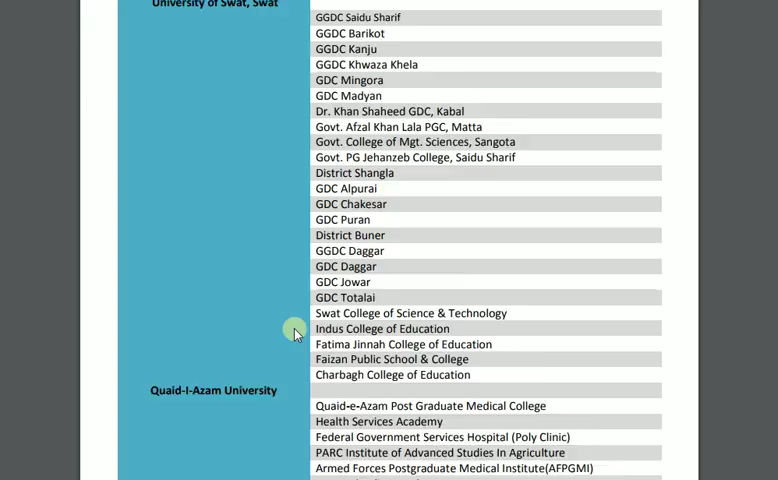 University of Swat, Swat
GGDC Saidu Sharif
GGDC Barikot
GGDC Kanju
GGDC Khwaza Khela
GDC Mingora
GDC Madyan
Dr. Khan Shaheed GDC, Kabal
Govt. Afzal Khan Lala PGC, Matta
Govt. College of Mgt. Sciences, Sangota
Govt. PG Jehanzeb College, Saidu Sharif
District Shangla
GDC Alpurai
GDC Chakesar
GDC Puran
District Buner
GGDC Daggar
GDC Daggar
GDC Jowar
GDC Totalai
Swat College of Science & Technology
Indus College of Education
Fatima Jinnah College of Education
Faizan Public School & College
Charbagh College of Education
Quaid-I-Azam University
Quaid-e-Azam Post Graduate Medical College
Health Services Academy
Federal Government Services Hospital (Poly Clinic)
PARC Institute of Advanced Studies In Agriculture
Armed Forces Postgraduate Medical Institute(AFPGMI)